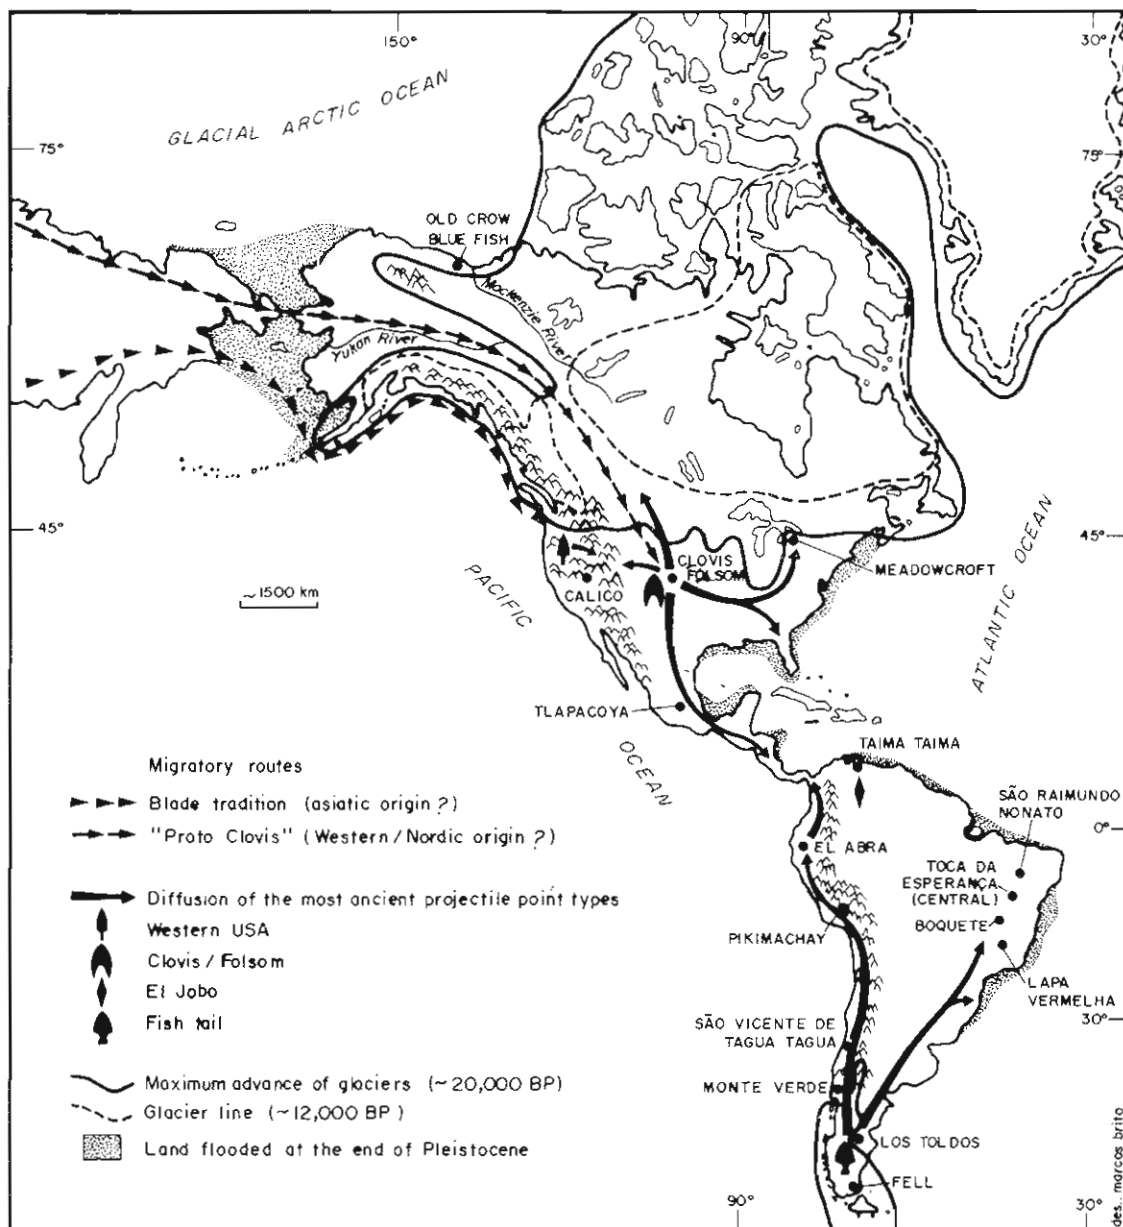 150°
90°
30°
GLACIAL ARCTIC OCEAN
75°
75°
OLD CROW
BLUE FISH
Mackenzie River
Yukon River
45°
45°
CLOVIS
FOLSOM
MEADOWCROFT
CALICO
~1500 km
PACIFIC
OCEAN
ATLANTIC OCEAN
TLAPACOYA
TAIMA TAIMA
SÃO RAIMUNDO
NONATO
0°
EL ABRA
TOCA DA
ESPERANÇA
(CENTRAL)
BOQUETE
PIKIMACHAY
LAPA
VERMELHA
SÃO VICENTE DE
TAGUA TAGUA
30°
MONTE VERDE
LOS TOLDOS
FELL
90°
30°
Migratory routes
Blade tradition (asiatic origin ?)
"Proto Clovis" (Western/Nordic origin ?)
Diffusion of the most ancient projectile point types
Western USA
Clovis / Folsom
El Jobo
Fish tail
Maximum advance of glaciers (~20,000 BP)
Glacier line (~12,000 BP)
Land flooded at the end of Pleistocene
des.. marcos brito